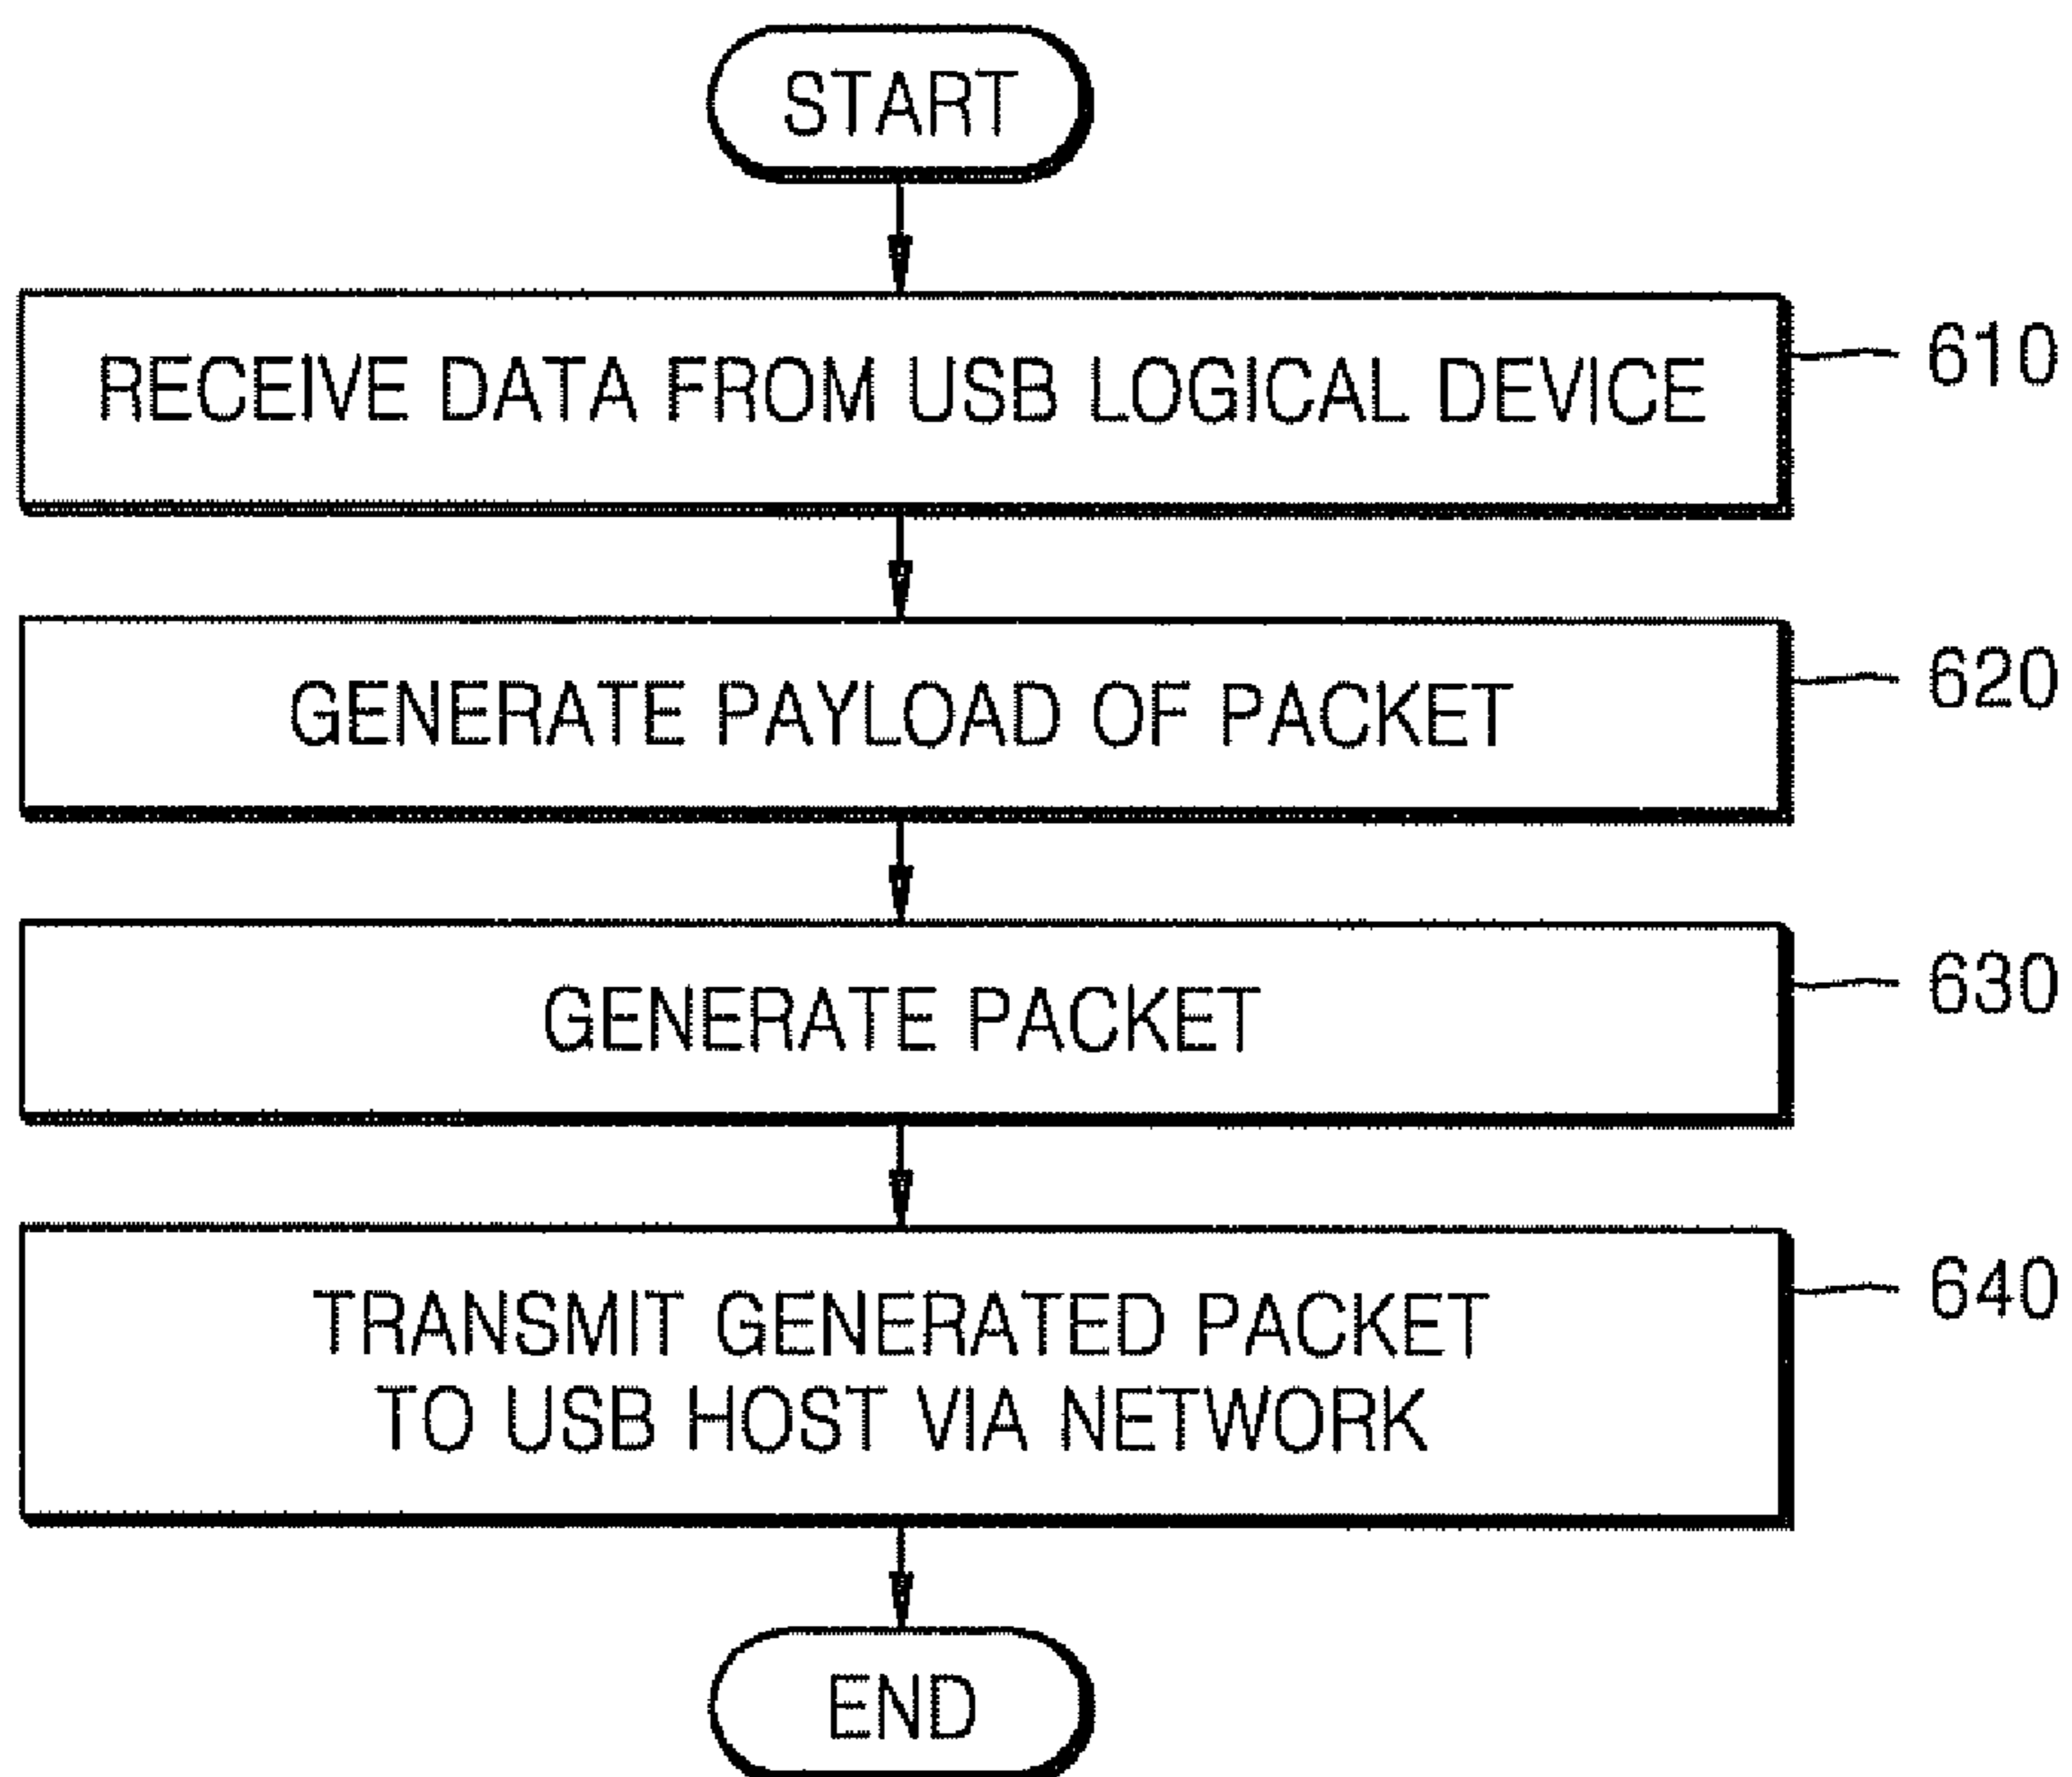 START
RECEIVE DATA FROM USB LOGICAL DEVICE
610
GENERATE PAYLOAD OF PACKET
620
GENERATE PACKET
630
TRANSMIT GENERATED PACKET
TO USB HOST VIA NETWORK
640
END